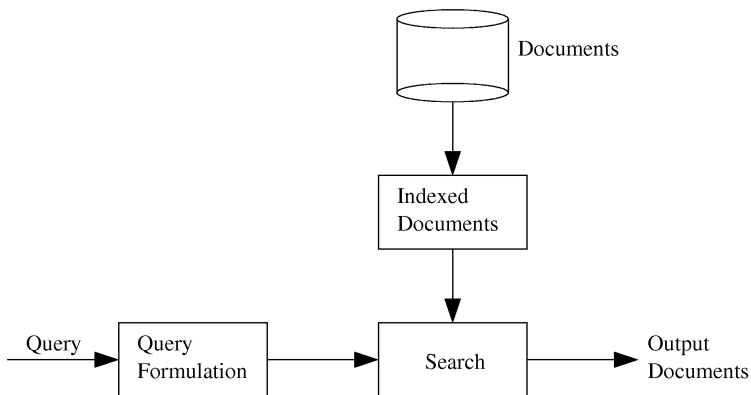 Documents
Indexed
Documents
Query
Query
Formulation
Search
Output
Documents